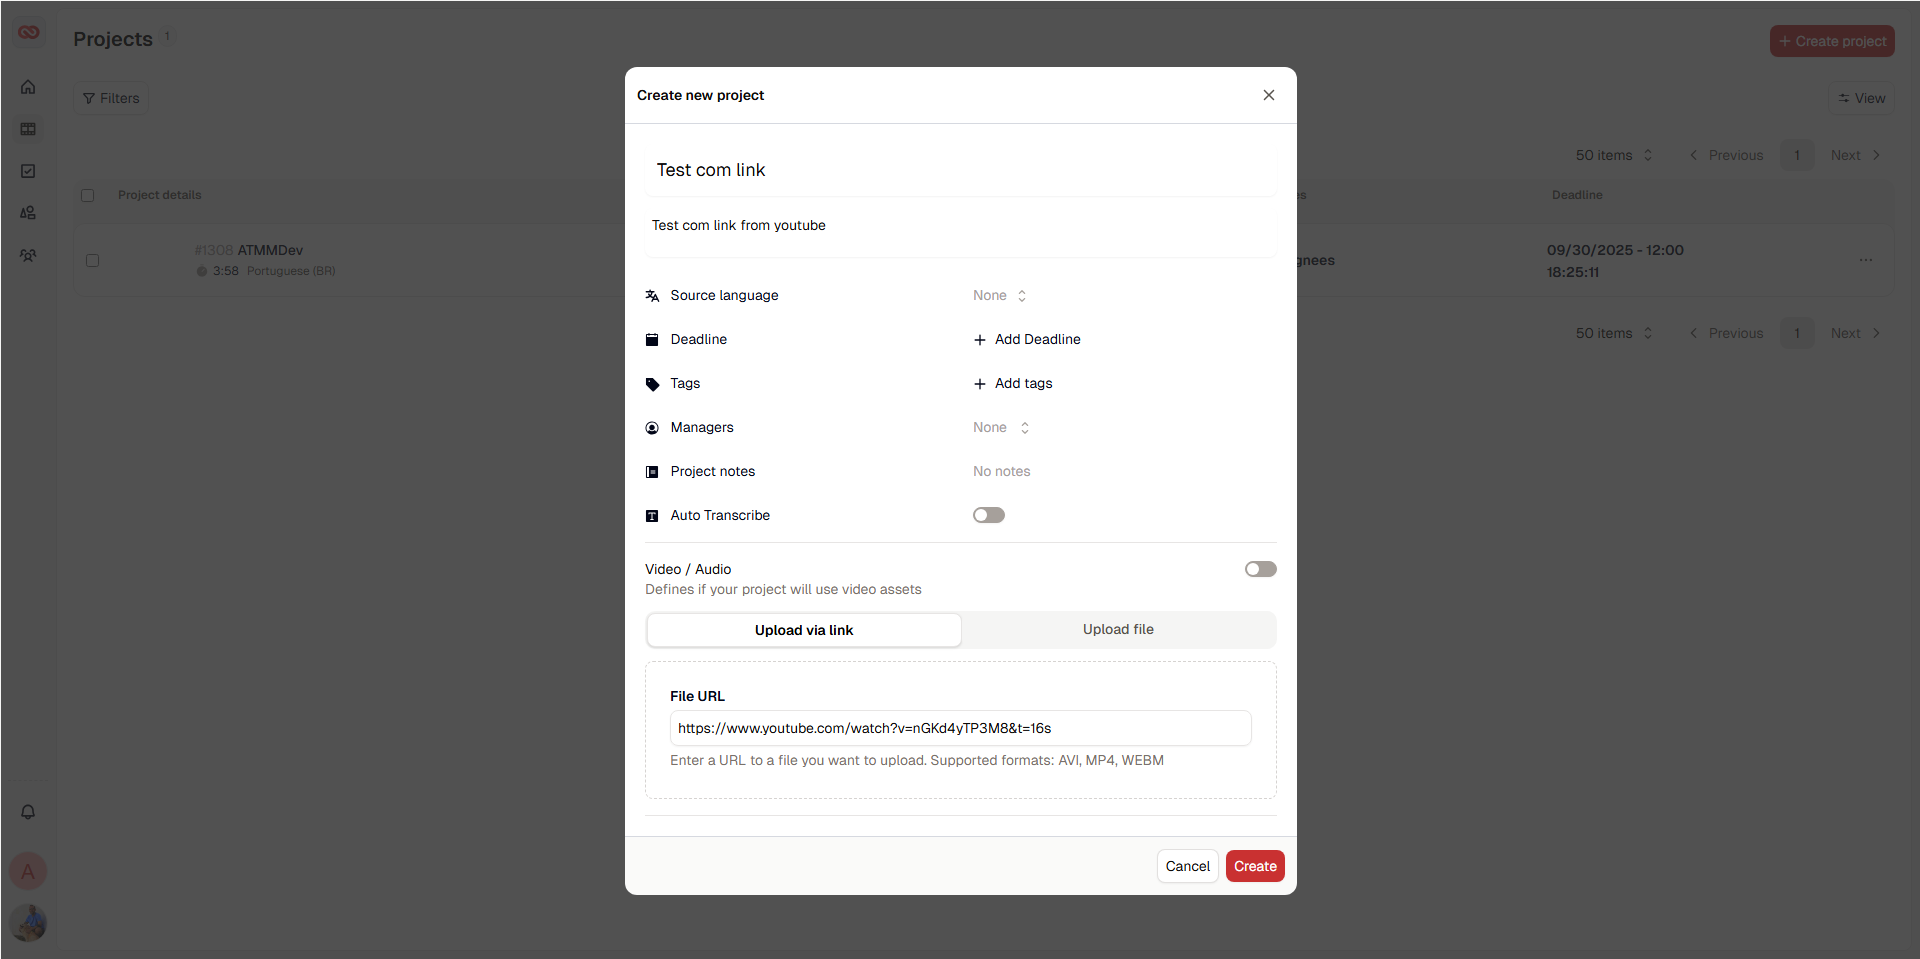 Projects 1
+ Create project
Filters
View
50 items Previous 1 Next
Project details
es
Deadline
#1308 ATMMDev
3:58 Portuguese (BR)
gnees
09/30/2025 - 12:00
18:25:11
50 items Previous 1 Next
A
Create new project
Test com link
Test com link from youtube
Source language None
Deadline + Add Deadline
Tags + Add tags
Managers None
Project notes No notes
T Auto Transcribe
Video / Audio
Defines if your project will use video assets
Upload via link Upload file
File URL
https://www.youtube.com/watch?v=nGKd4yTP3M8&t=16s
Enter a URL to a file you want to upload. Supported formats: AVI, MP4, WEBM
Cancel Create